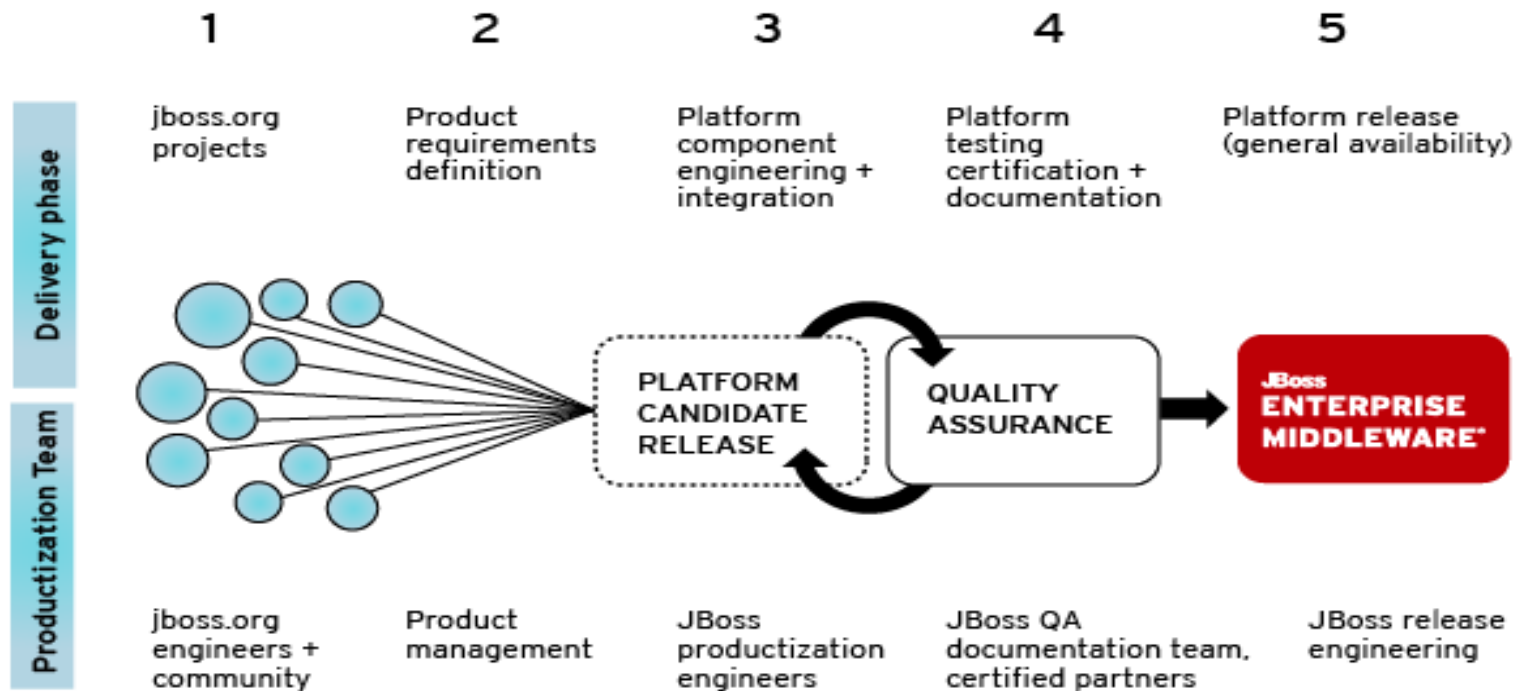 1
2
3
4
5
Delivery phase
jboss.org
projects
Product
requirements
definition
Platform
component
engineering +
integration
Platform
testing
certification +
documentation
Platform release
(general availability)
PLATFORM
CANDIDATE
RELEASE
QUALITY
ASSURANCE
JBoss
ENTERPRISE
MIDDLEWARE*
Productization Team
jboss.org
engineers +
community
Product
management
JBoss
productization
engineers
JBoss QA
documentation team,
certified partners
JBoss release
engineering